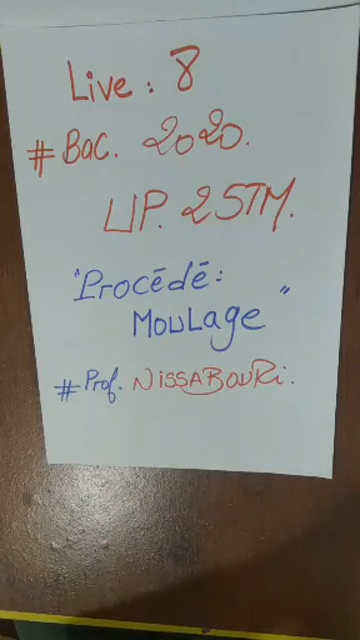 Live : 8
# BaC. 2020.
UP. 2STM.
"Procédé:
MOULage"
# Prof. NiSSABOURi.